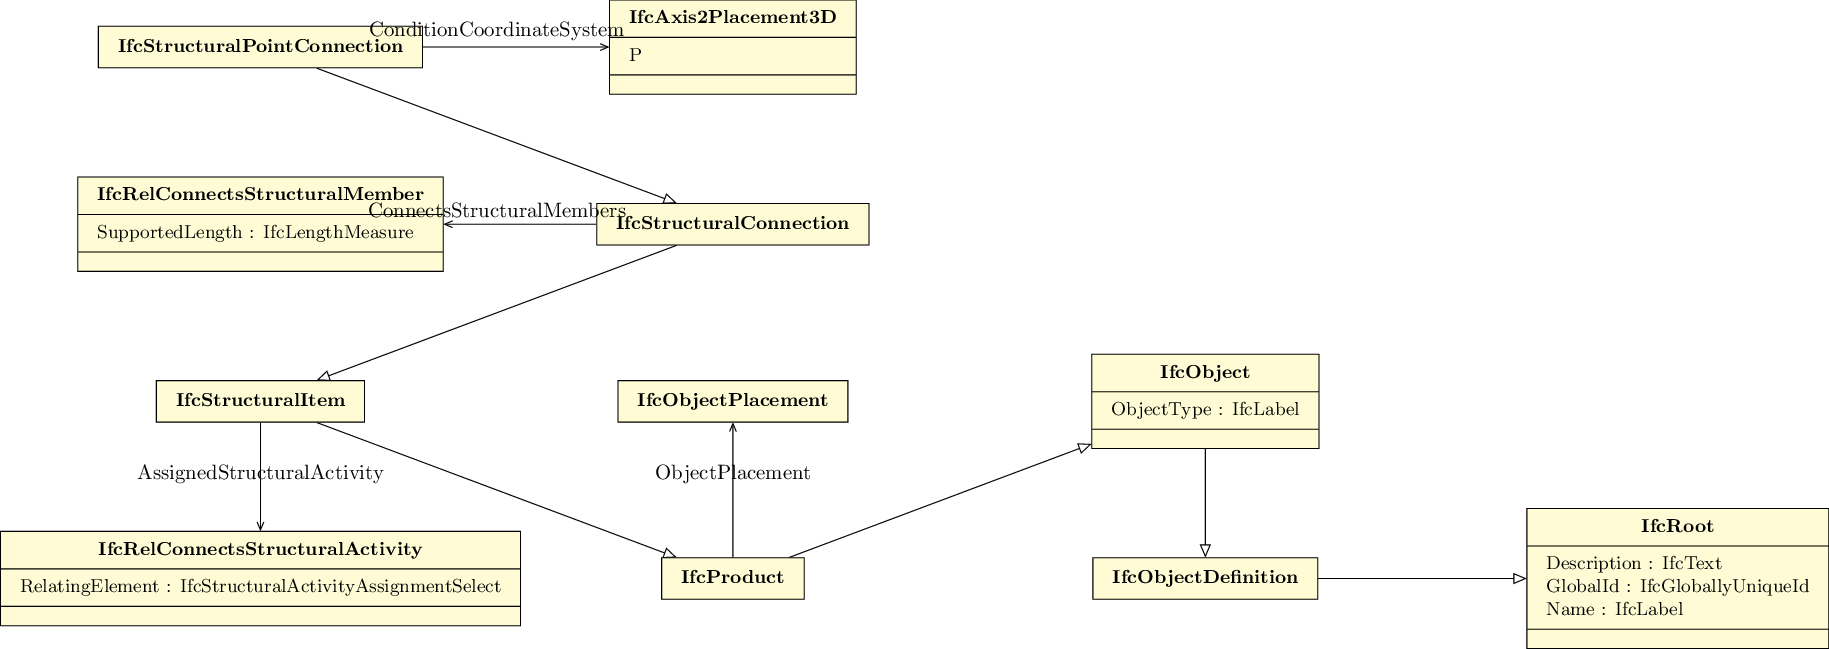 ConditionCoordinateSystem
IfcStructuralPointConnection
IfcAxis2Placement3D
P
IfcRelConnectsStructuralMember
SupportedLength : IfcLengthMeasure
ConnectsStructuralMembers
IfcStructuralConnection
IfcStructuralItem
IfcObjectPlacement
IfcObject
ObjectType : IfcLabel
AssignedStructuralActivity
ObjectPlacement
IfcRelConnectsStructuralActivity
RelatingElement : IfcStructuralActivityAssignmentSelect
IfcProduct
IfcObjectDefinition
IfcRoot
Description : IfcText
GlobalId : IfcGloballyUniqueId
Name : IfcLabel